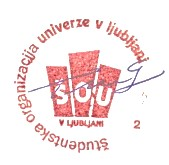 študentska organizacija univerze v ljubljani
ŠOU
V LJUBLJANI
2